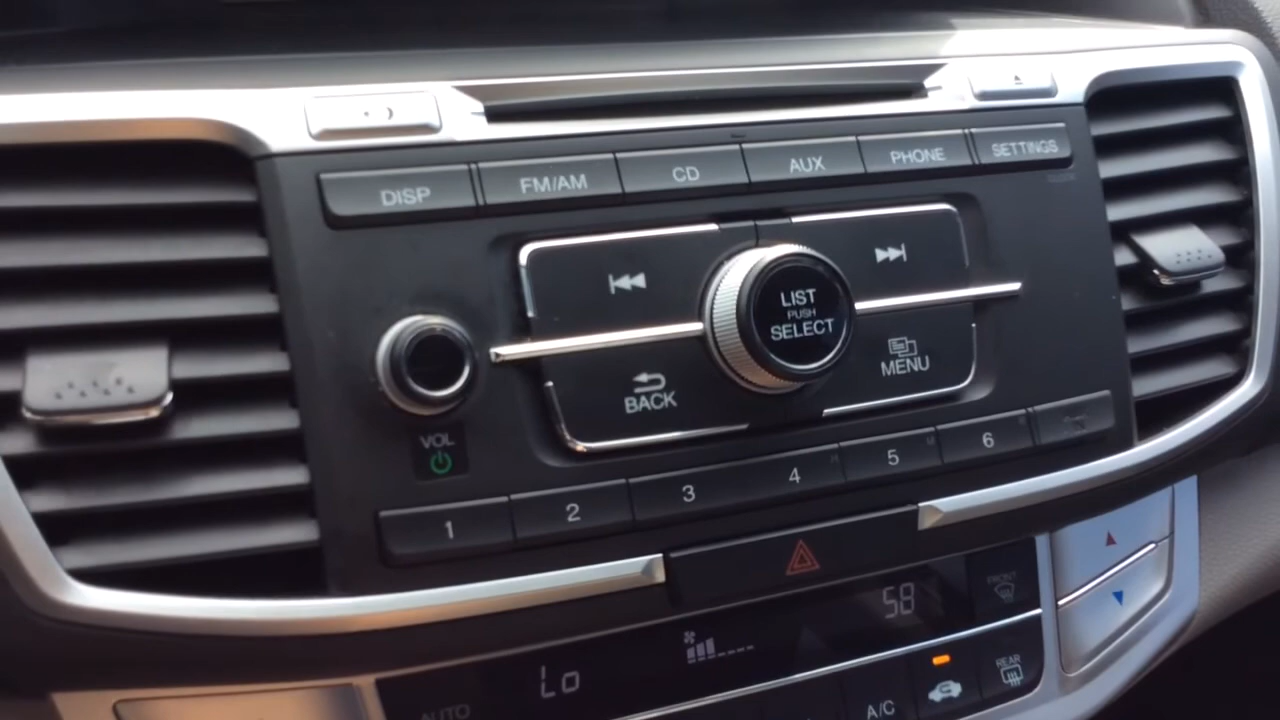 DISP
FM/AM
CD
AUX
PHONE
SETTINGS
LIST
PUSH
SELECT
BACK
MENU
VOL
1
2
3
4
5
6
58
FRONT
Lo
REAR
AUTO
A/C